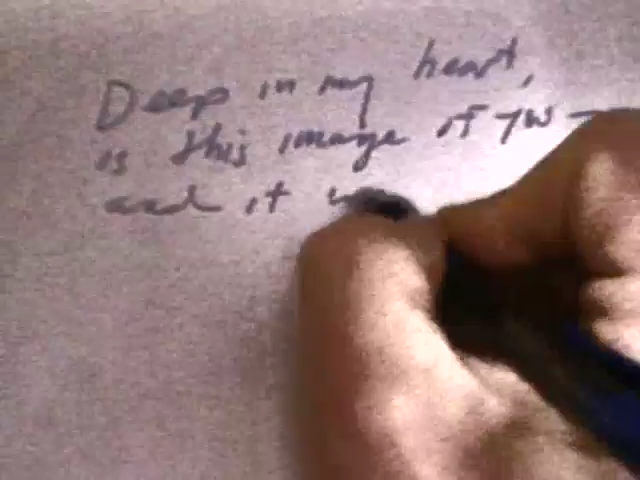 Deep in my heart,
is this image of
and it